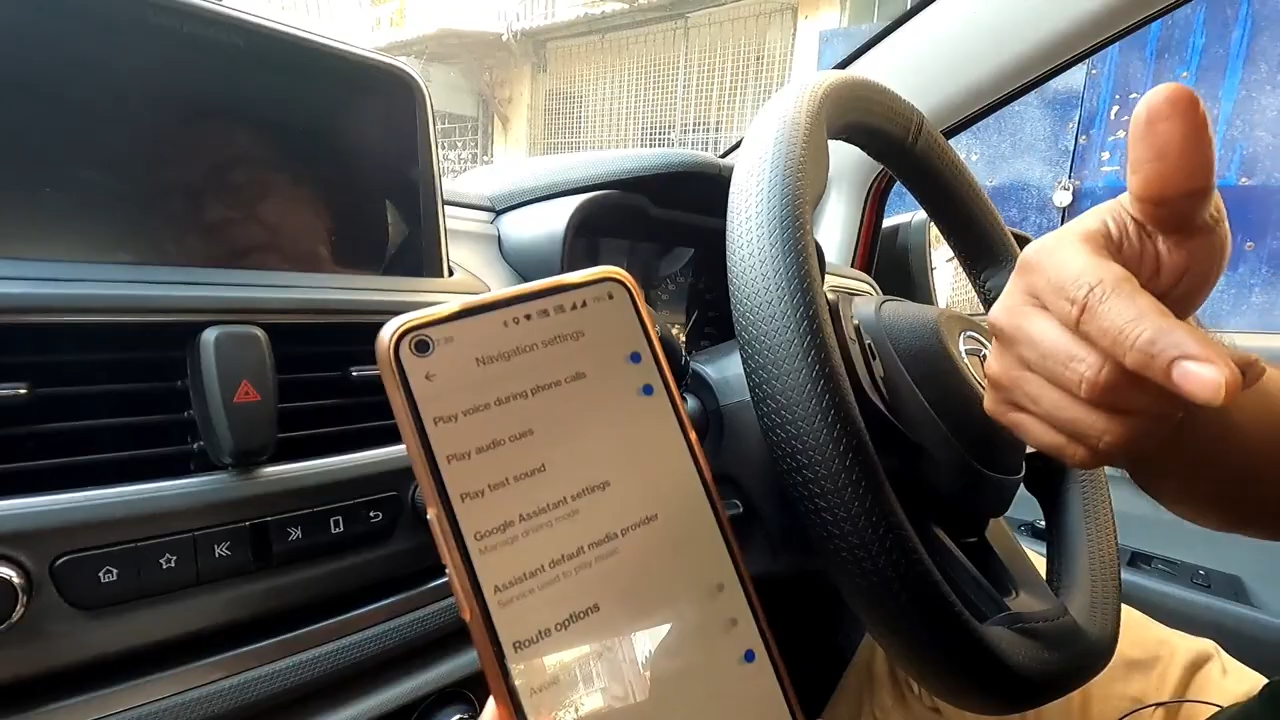 Navigation settings
Play voice during phone calls
Play audio cues
Play test sound
Google Assistant settings
Manage driving mode
Assistant default media provider
Service used to play music
Route options